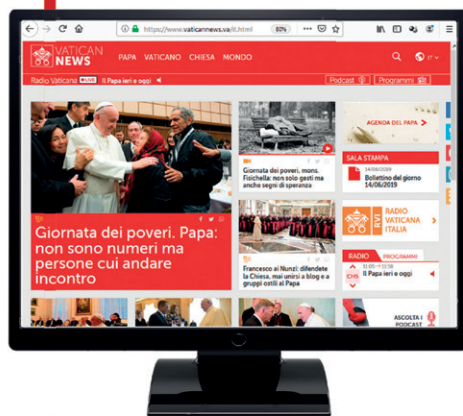 https://www.vaticannews.va/it.html
80%
VATICAN
NEWS
PAPA VATICANO CHIESA MONDO
IT
Radio Vaticana LIVE Il Papa ieri e oggi
Podcast
Programmi
Giornata dei poveri. Papa:
non sono numeri ma
persone cui andare
incontro
Giornata dei poveri, mons.
Fisichella: non solo gesti ma
anche segni di speranza
Francesco ai Nunzi: difendete
la Chiesa, mai unirsi a blog e a
gruppi ostili al Papa
AGENDA DEL PAPA >
SALA STAMPA
14/06/2019
Bollettino del giorno
14/06/2019
RVI
RADIO
VATICANA
ITALIA
RADIO PROGRAMMI
Il Papa ieri e oggi
ASCOLTA I
PODCAST